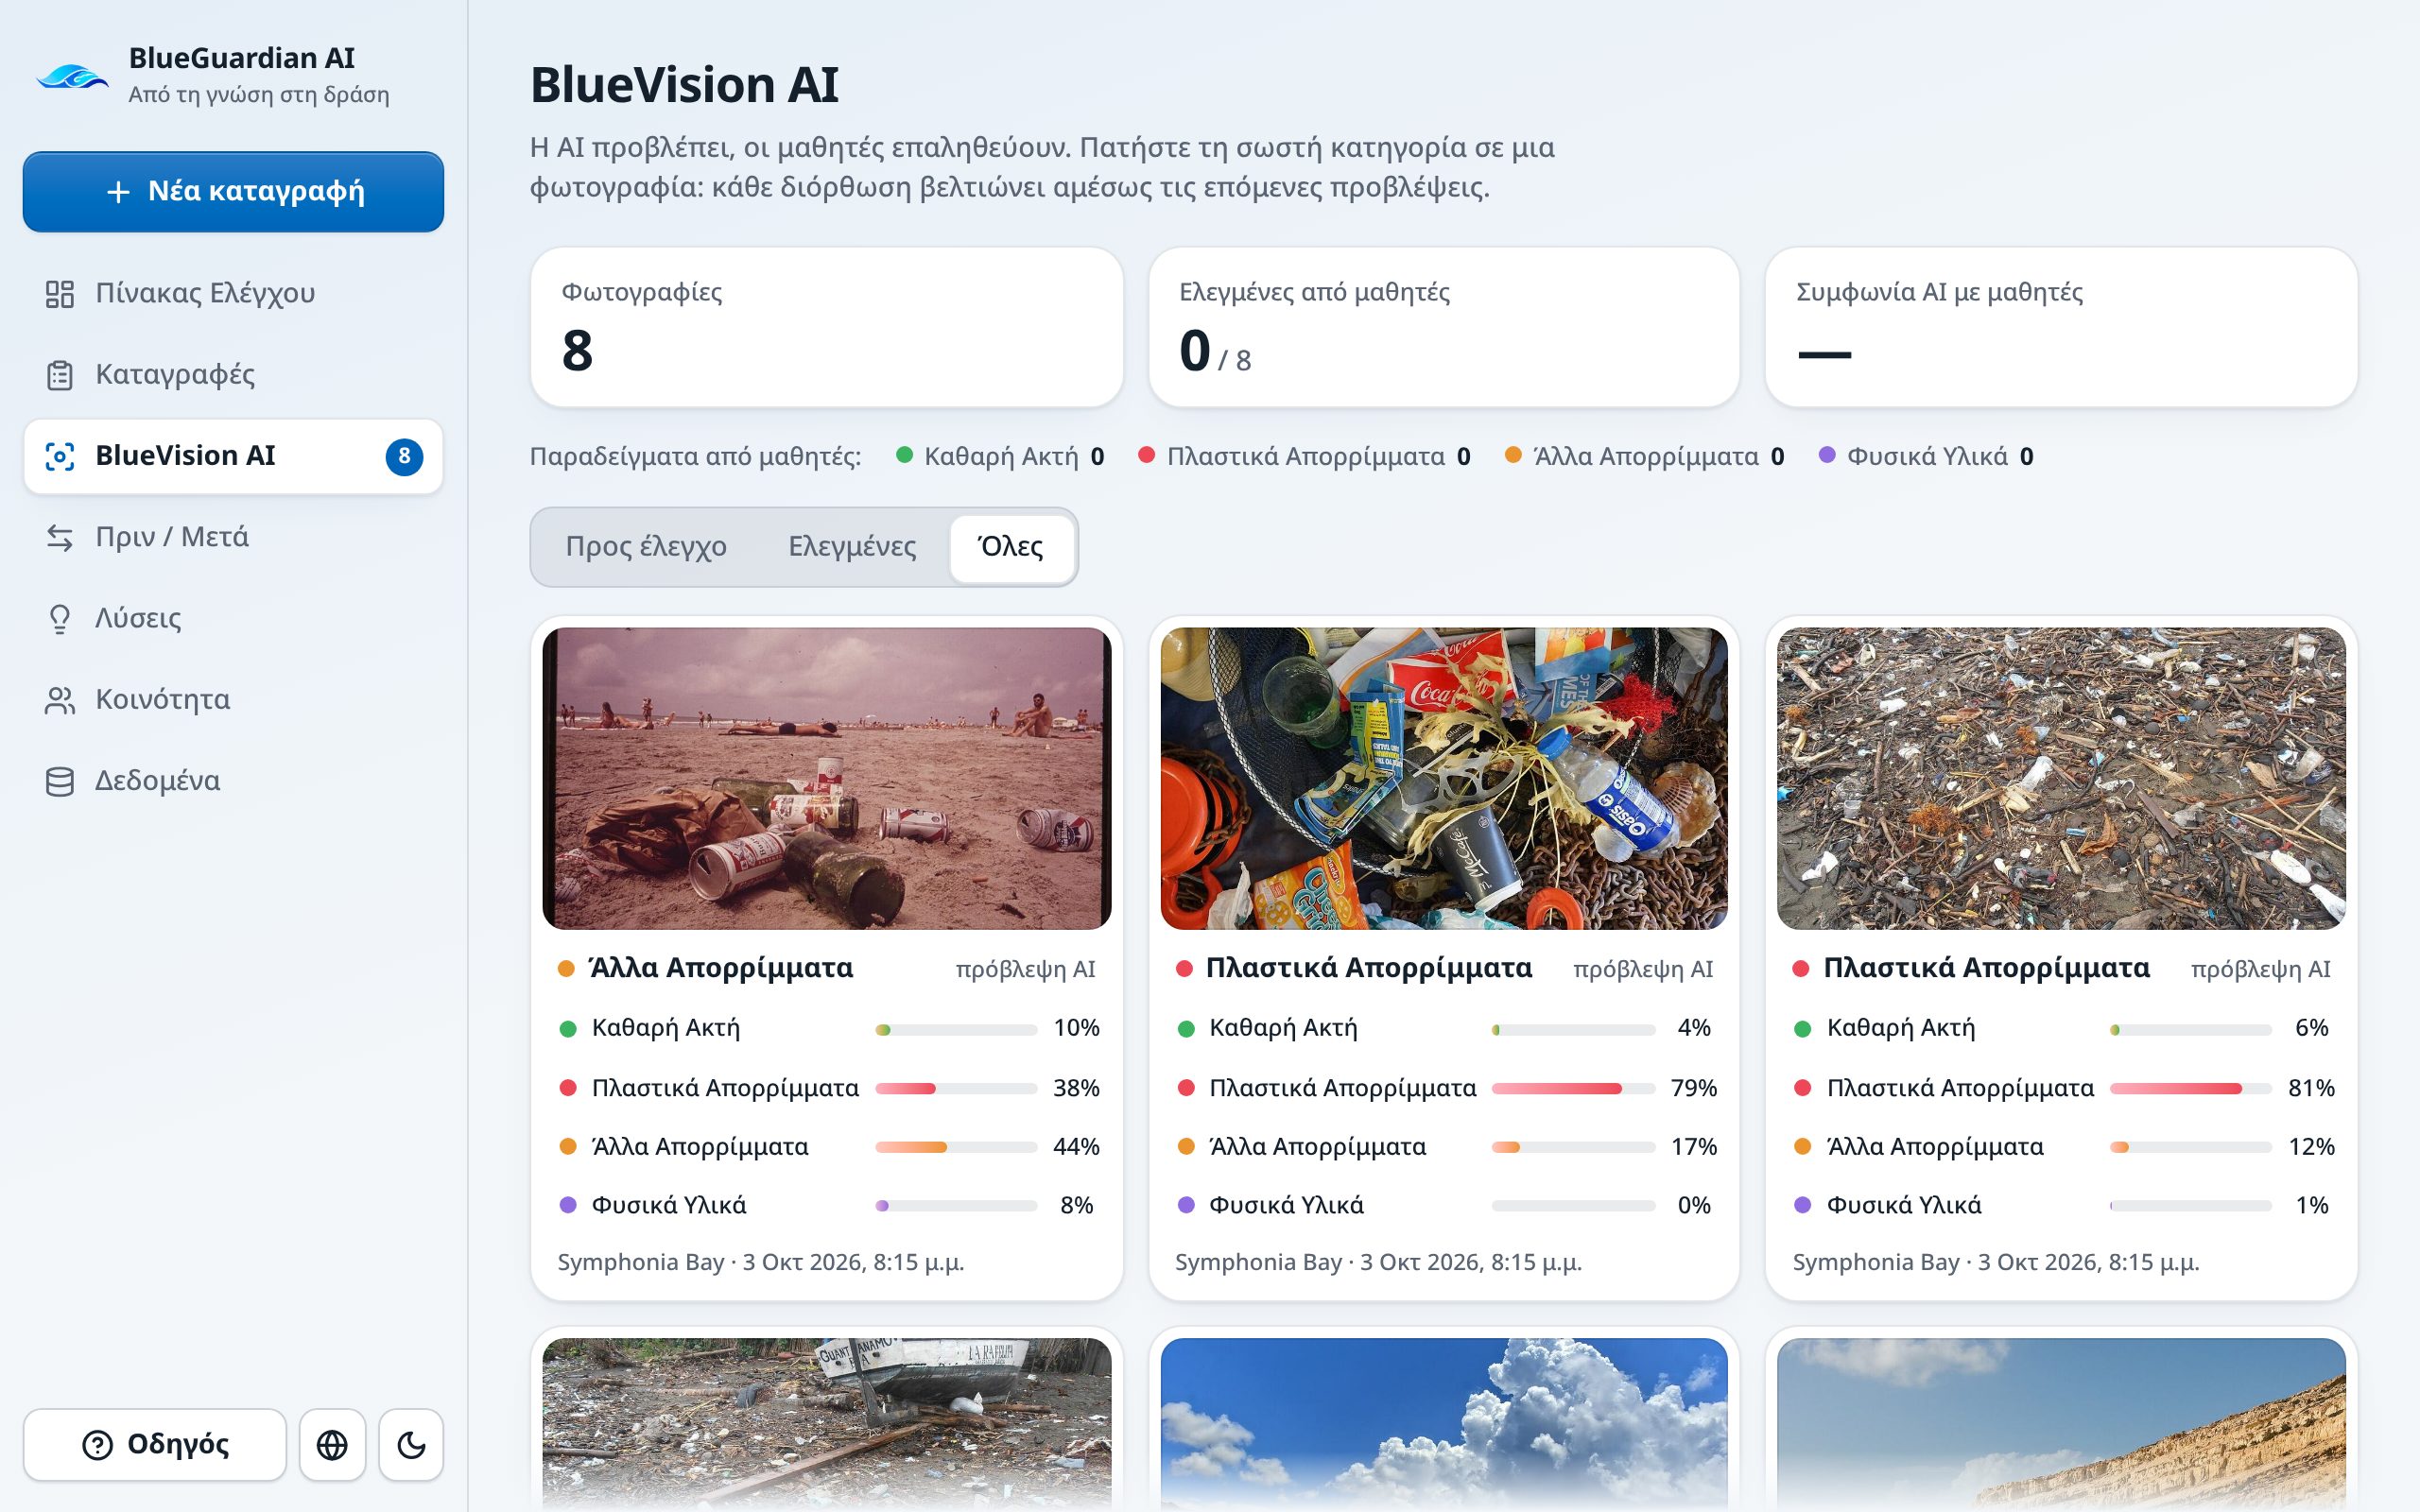 BlueGuardian AI
Από τη γνώση στη δράση
Νέα καταγραφή
Πίνακας Ελέγχου
Καταγραφές
BlueVision AI 8
Πριν / Μετά
Λύσεις
Κοινότητα
Δεδομένα
Οδηγός
BlueVision AI
Η AI προβλέπει, οι μαθητές επαληθεύουν. Πατήστε τη σωστή κατηγορία σε μια
φωτογραφία: κάθε διόρθωση βελτιώνει αμέσως τις επόμενες προβλέψεις.
Φωτογραφίες
8
Ελεγμένες από μαθητές
0 / 8
Συμφωνία AI με μαθητές
—
Παραδείγματα από μαθητές: Καθαρή Ακτή 0 Πλαστικά Απορρίμματα 0 Άλλα Απορρίμματα 0 Φυσικά Υλικά 0
Προς έλεγχο Ελεγμένες Όλες
Άλλα Απορρίμματα πρόβλεψη AI
Καθαρή Ακτή 10%
Πλαστικά Απορρίμματα 38%
Άλλα Απορρίμματα 44%
Φυσικά Υλικά 8%
Symphonia Bay · 3 Οκτ 2026, 8:15 μ.μ.
Coca
Oasis
McCafé
Πλαστικά Απορρίμματα πρόβλεψη AI
Καθαρή Ακτή 4%
Πλαστικά Απορρίμματα 79%
Άλλα Απορρίμματα 17%
Φυσικά Υλικά 0%
Symphonia Bay · 3 Οκτ 2026, 8:15 μ.μ.
Πλαστικά Απορρίμματα πρόβλεψη AI
Καθαρή Ακτή 6%
Πλαστικά Απορρίμματα 81%
Άλλα Απορρίμματα 12%
Φυσικά Υλικά 1%
Symphonia Bay · 3 Οκτ 2026, 8:15 μ.μ.